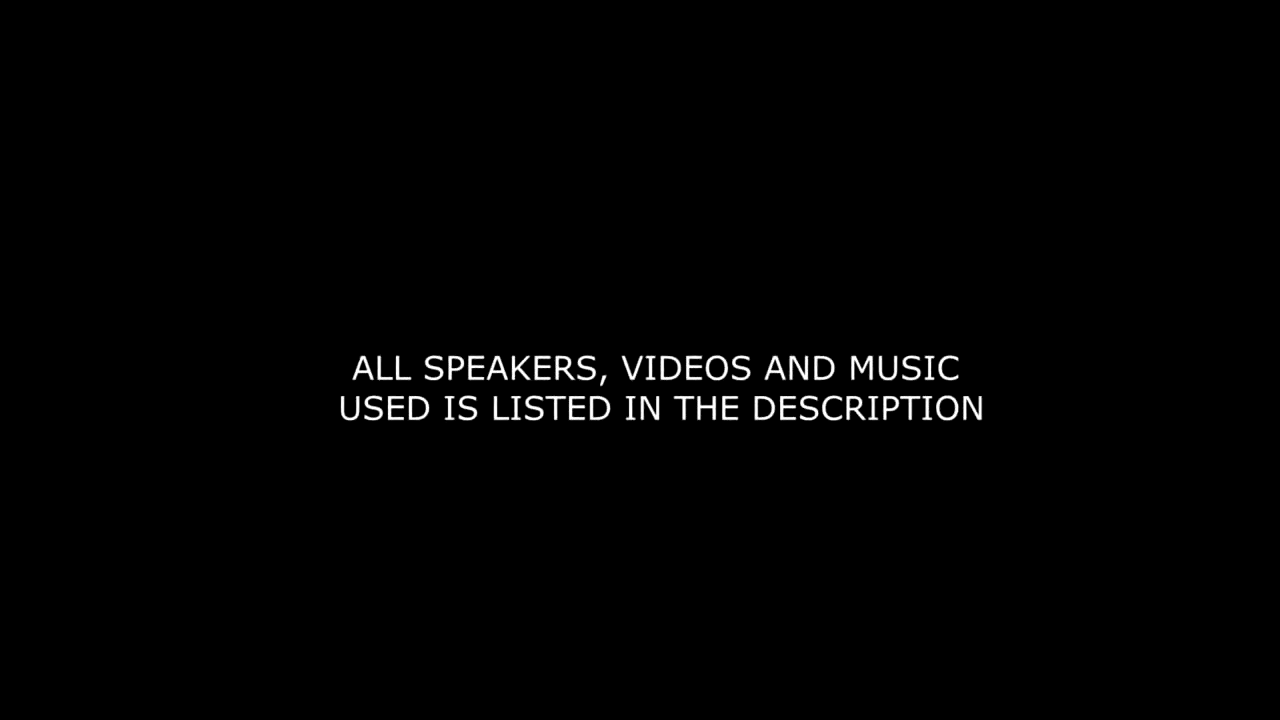 ALL SPEAKERS, VIDEOS AND MUSIC
USED IS LISTED IN THE DESCRIPTION